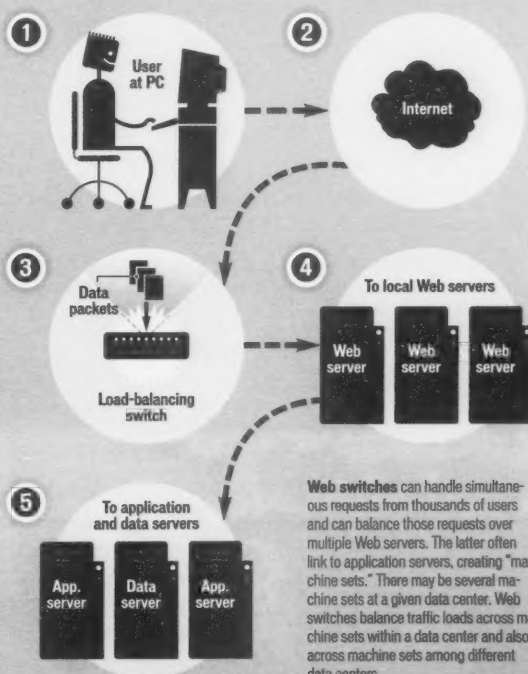 1
User
at PC
2
Internet
3
Data
packets
Load-balancing
switch
4
To local Web servers
Web
server
Web
server
Web
server
5
To application
and data servers
App.
server
Data
server
App.
server
Web switches can handle simultane-
ous requests from thousands of users
and can balance those requests over
multiple Web servers. The latter often
link to application servers, creating "ma-
chine sets." There may be several ma-
chine sets at a given data center. Web
switches balance traffic loads across ma-
chine sets within a data center and also
across machine sets among different
data centers.